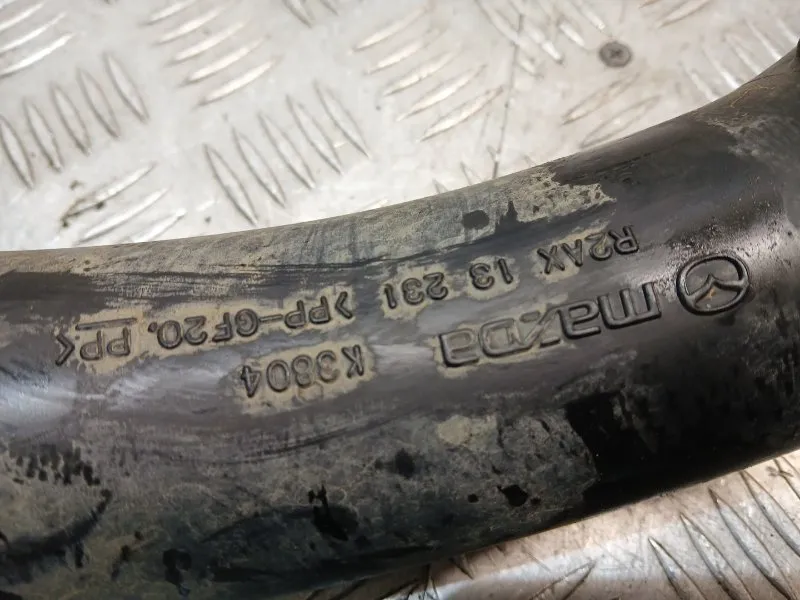 mazda K3804
R2AX 13 231 >PP-GF20, PP<